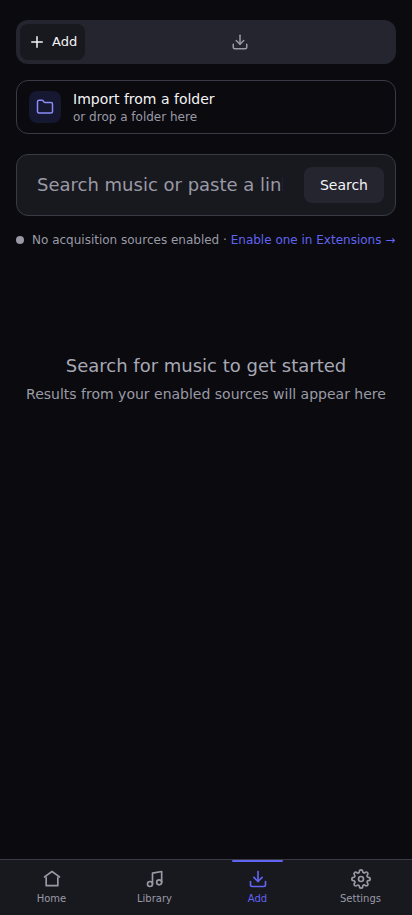 Add
Import from a folder
or drop a folder here
Search music or paste a lin
Search
No acquisition sources enabled · Enable one in Extensions →
Search for music to get started
Results from your enabled sources will appear here
Home
Library
Add
Settings